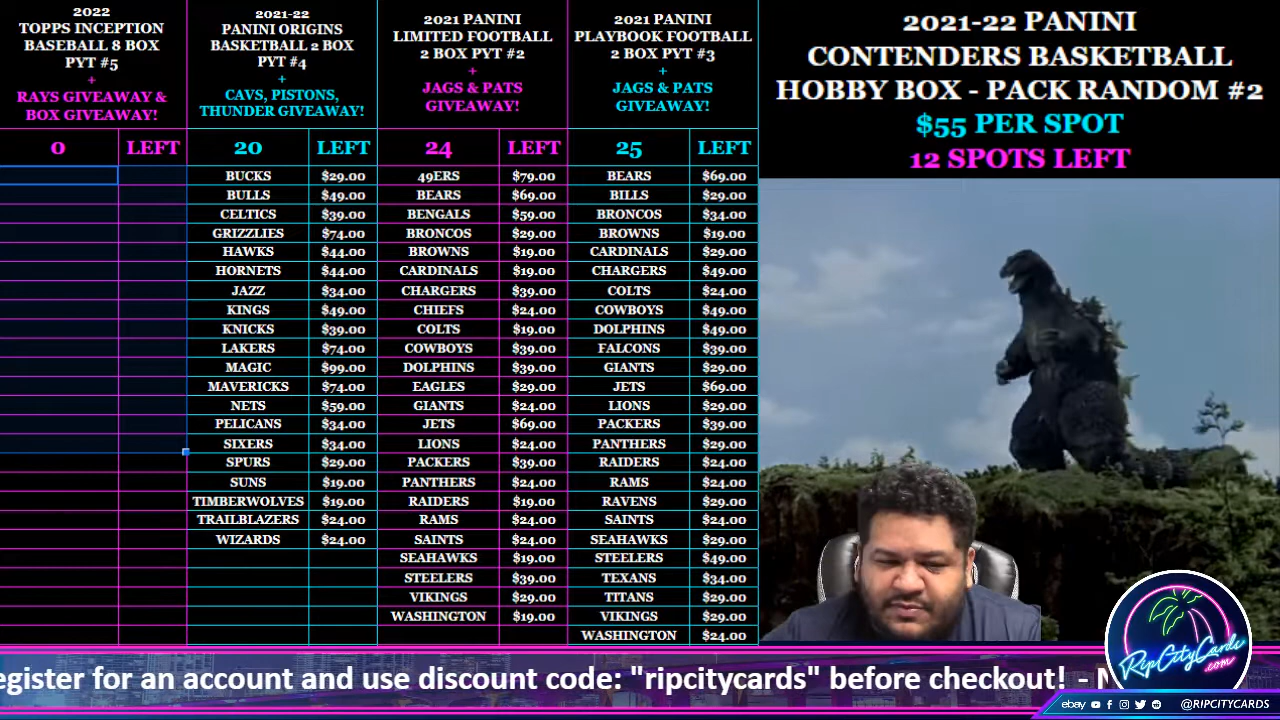 2022
TOPPS INCEPTION
BASEBALL 8 BOX
PYT #5
+
RAYS GIVEAWAY &
BOX GIVEAWAY!
0 LEFT
2021-22
PANINI ORIGINS
BASKETBALL 2 BOX
PYT #4
+
CAVS, PISTONS,
THUNDER GIVEAWAY!
20 LEFT
BUCKS $29.00
BULLS $49.00
CELTICS $39.00
GRIZZLIES $74.00
HAWKS $44.00
HORNETS $44.00
JAZZ $34.00
KINGS $49.00
KNICKS $39.00
LAKERS $74.00
MAGIC $99.00
MAVERICKS $74.00
NETS $59.00
PELICANS $34.00
SIXERS $34.00
SPURS $29.00
SUNS $19.00
TIMBERWOLVES $19.00
TRAILBLAZERS $24.00
WIZARDS $24.00
2021 PANINI
LIMITED FOOTBALL
2 BOX PYT #2
+
JAGS & PATS
GIVEAWAY!
24 LEFT
49ERS $79.00
BEARS $69.00
BENGALS $59.00
BRONCOS $29.00
BROWNS $19.00
CARDINALS $19.00
CHARGERS $39.00
CHIEFS $24.00
COLTS $19.00
COWBOYS $39.00
DOLPHINS $39.00
EAGLES $29.00
GIANTS $24.00
JETS $69.00
LIONS $24.00
PACKERS $39.00
PANTHERS $24.00
RAIDERS $19.00
RAMS $24.00
SAINTS $24.00
SEAHAWKS $19.00
STEELERS $39.00
VIKINGS $29.00
WASHINGTON $19.00
2021 PANINI
PLAYBOOK FOOTBALL
2 BOX PYT #3
+
JAGS & PATS
GIVEAWAY!
25 LEFT
BEARS $69.00
BILLS $29.00
BRONCOS $34.00
BROWNS $19.00
CARDINALS $29.00
CHARGERS $49.00
COLTS $24.00
COWBOYS $49.00
DOLPHINS $49.00
FALCONS $39.00
GIANTS $29.00
JETS $69.00
LIONS $29.00
PACKERS $39.00
PANTHERS $29.00
RAIDERS $24.00
RAMS $24.00
RAVENS $29.00
SAINTS $24.00
SEAHAWKS $29.00
STEELERS $49.00
TEXANS $34.00
TITANS $29.00
VIKINGS $29.00
WASHINGTON $24.00
2021-22 PANINI
CONTENDERS BASKETBALL
HOBBY BOX - PACK RANDOM #2
$55 PER SPOT
12 SPOTS LEFT
egister for an account and use discount code: "ripcitycards" before checkout! - N
RipCityCards
.com
ebay @RIPCITYCARDS